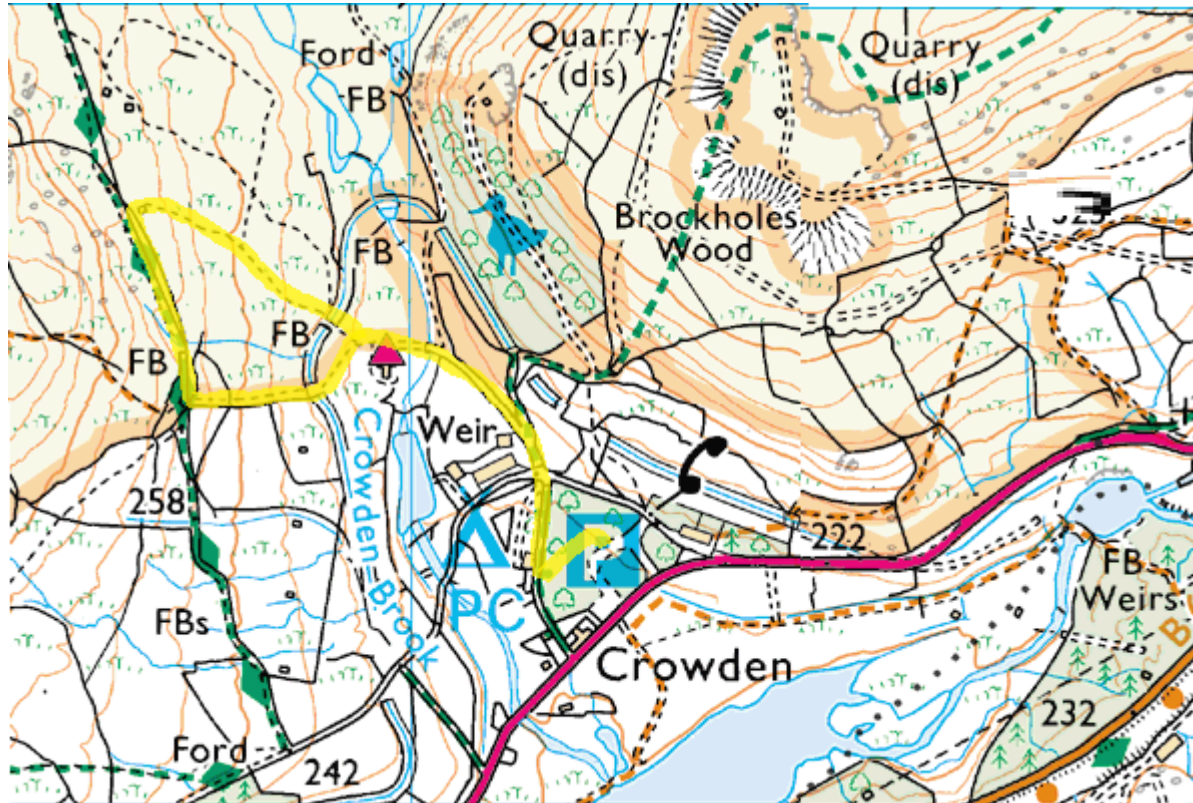 Ford
FB
Quarry
(dis)
Quarry
(dis)
Brockholes
Wood
FB
FB
FB
Weir
Crowden Brook
258
222
P
PC
FB
Weirs
FBs
Crowden
B
232
Ford
242